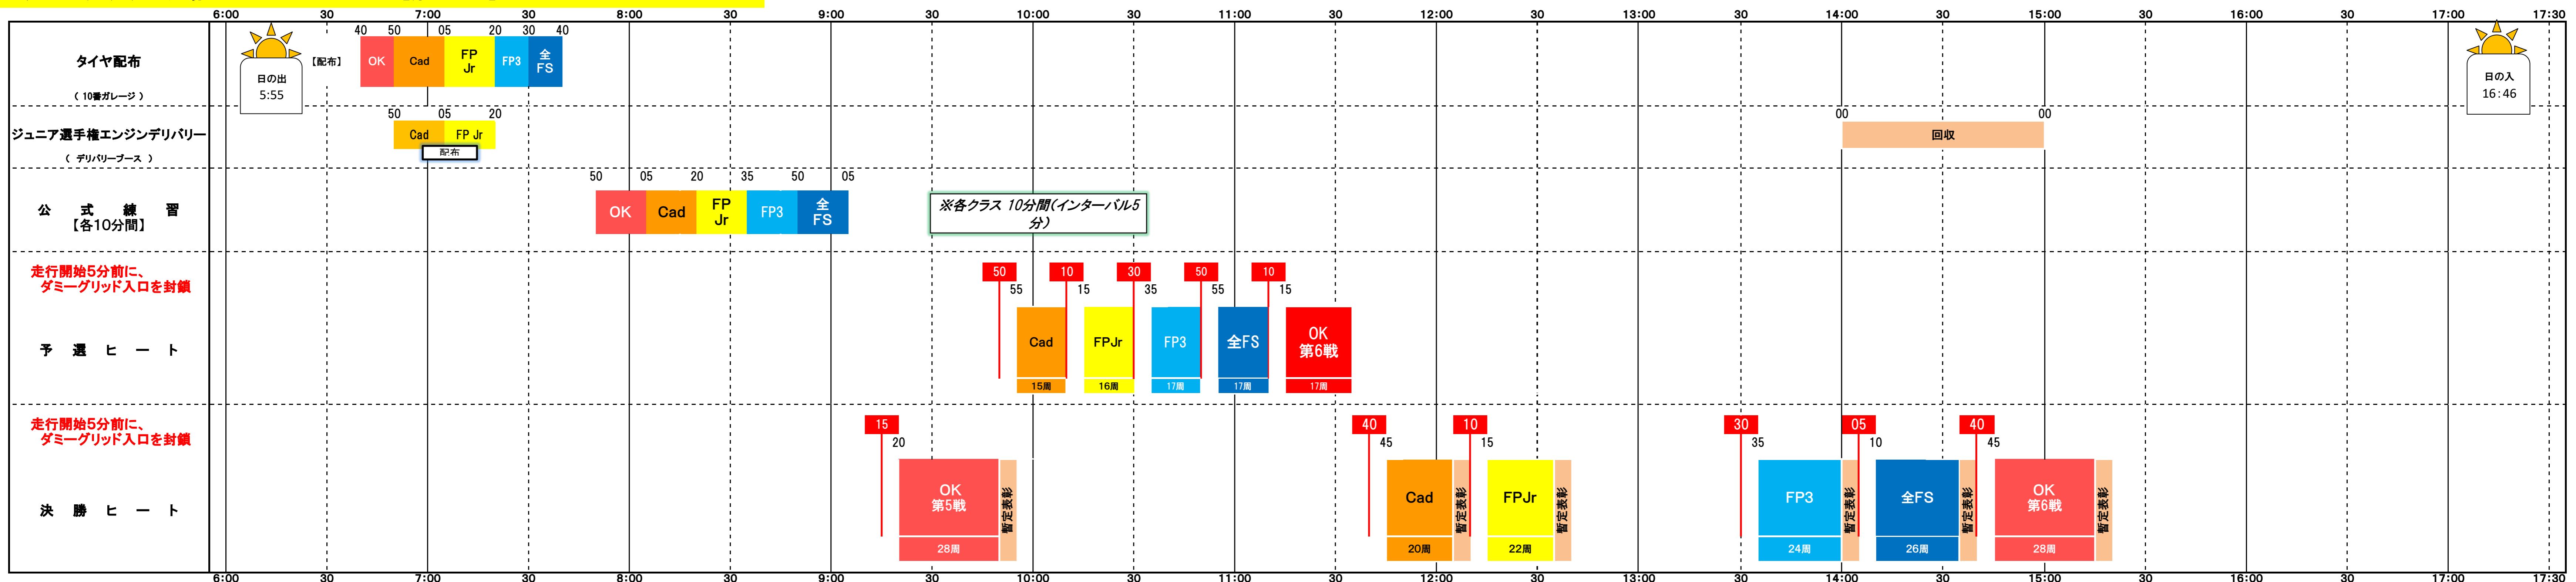 6:00 30 7:00 30 8:00 30 9:00 30 10:00 30 11:00 30 12:00 30 13:00 30 14:00 30 15:00 30 16:00 30 17:00 17:30
40 50 05 20 30 40
タイヤ配布
（ 10番ガレージ ）
日の出
5:55
【配布】
OK
Cad
FP
Jr
FP3
全
FS
日の入
16:46
50 05 20
00 00
ジュニア選手権エンジンデリバリー
（ デリバリーブース ）
Cad
FP Jr
配布
回収
50 05 20 35 50 05
公 式 練 習
【各10分間】
OK
Cad
FP
Jr
FP3
全
FS
※各クラス 10分間（インターバル5
分）
走行開始5分前に、
ダミーグリッド入口を封鎖
50 10 30 50 10
55 15 35 55 15
予 選 ヒ ー ト
Cad
15周
FPJr
16周
FP3
17周
全FS
17周
OK
第6戦
17周
走行開始5分前に、
ダミーグリッド入口を封鎖
15 40 10 30 05 40
20 45 15 35 10 45
決 勝 ヒ ー ト
OK
第5戦
28周
暫定表彰
Cad
20周
暫定表彰
FPJr
22周
暫定表彰
FP3
24周
暫定表彰
全FS
26周
暫定表彰
OK
第6戦
28周
暫定表彰
6:00 30 7:00 30 8:00 30 9:00 30 10:00 30 11:00 30 12:00 30 13:00 30 14:00 30 15:00 30 16:00 30 17:00 17:30